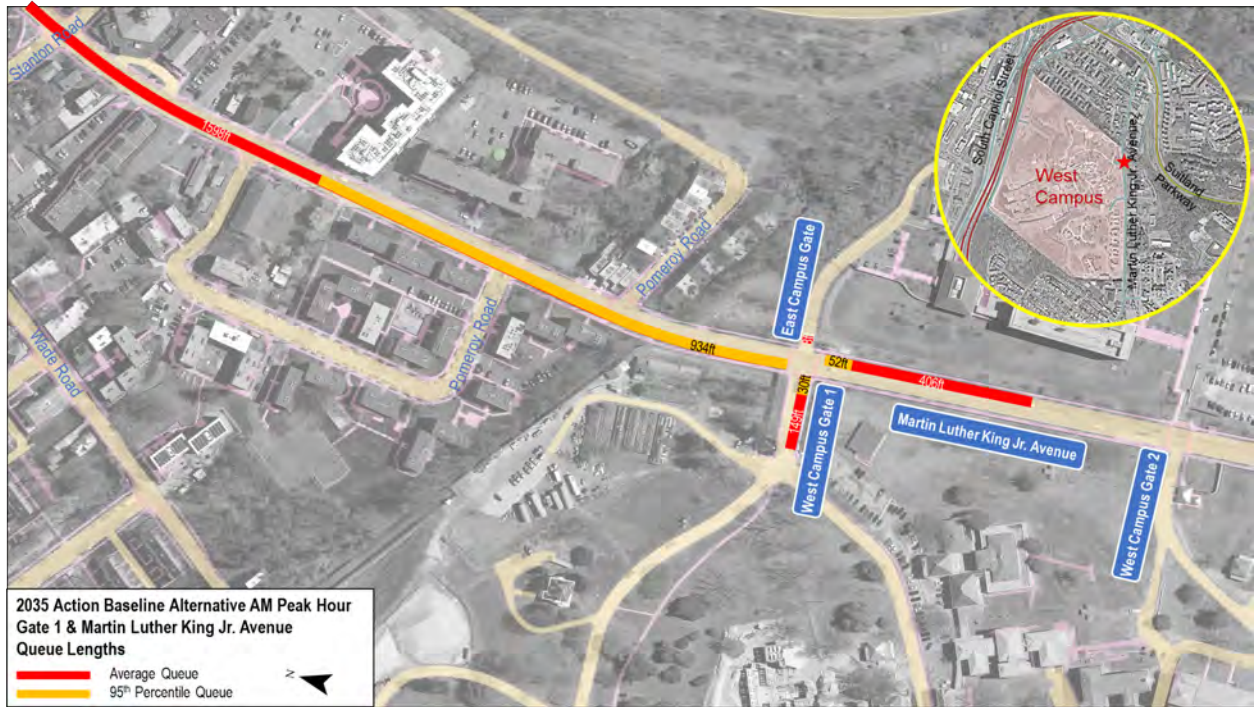 Stanton Road
1598ft
Wade Road
Pomeroy Road
Pomeroy Road
934ft
East Campus Gate
52ft
406ft
30ft
149ft
West Campus Gate 1
Martin Luther King Jr. Avenue
West Campus Gate 2
South Capitol Street
West
Campus
Martin Luther King Jr. Avenue
Suitland
Parkway
2035 Action Baseline Alternative AM Peak Hour
Gate 1 & Martin Luther King Jr. Avenue
Queue Lengths
Average Queue
95th Percentile Queue
N